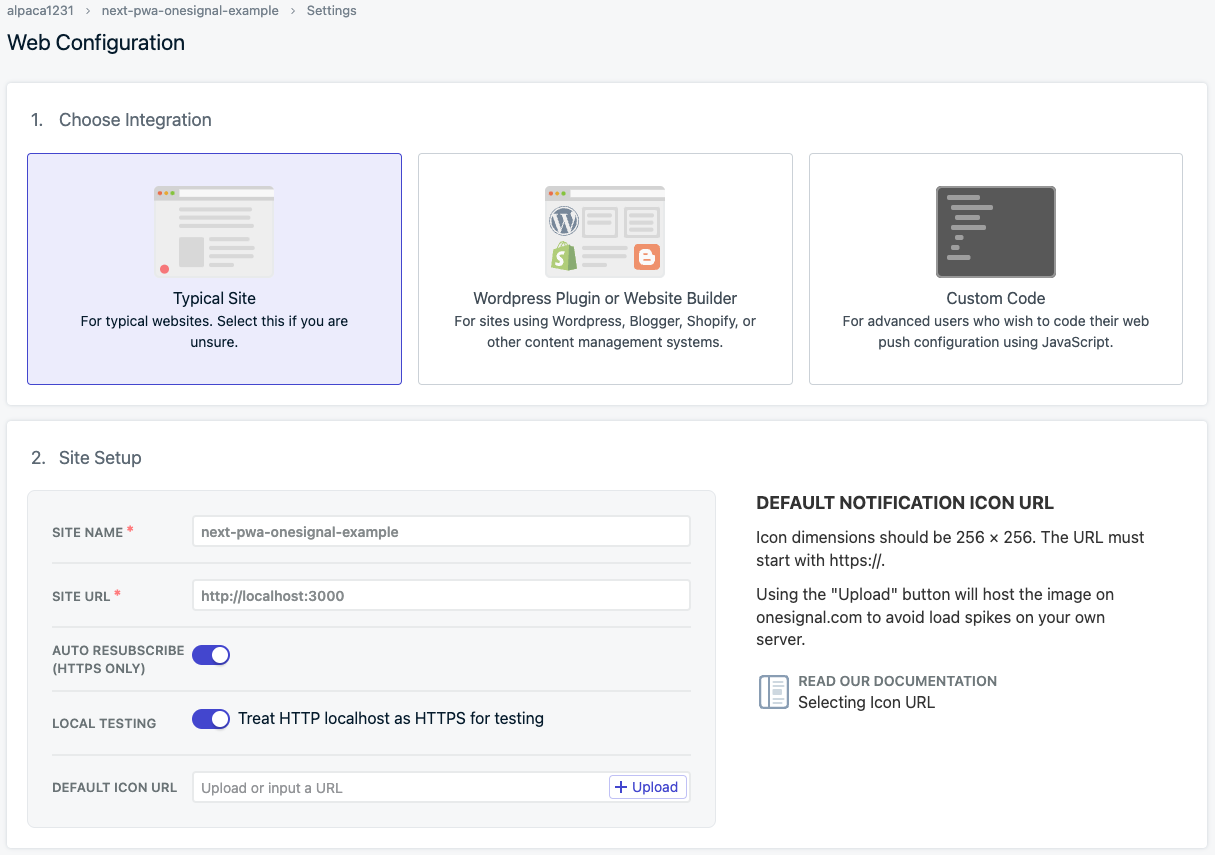 alpaca1231 › next-pwa-onesignal-example › Settings
Web Configuration
1. Choose Integration
Typical Site
For typical websites. Select this if you are
unsure.
Wordpress Plugin or Website Builder
For sites using Wordpress, Blogger, Shopify, or
other content management systems.
Custom Code
For advanced users who wish to code their web
push configuration using JavaScript.
2. Site Setup
SITE NAME *
next-pwa-onesignal-example
SITE URL *
http://localhost:3000
AUTO RESUBSCRIBE
(HTTPS ONLY)
LOCAL TESTING
Treat HTTP localhost as HTTPS for testing
DEFAULT ICON URL
Upload or input a URL
+ Upload
DEFAULT NOTIFICATION ICON URL
Icon dimensions should be 256 × 256. The URL must
start with https://.
Using the "Upload" button will host the image on
onesignal.com to avoid load spikes on your own
server.
READ OUR DOCUMENTATION
Selecting Icon URL